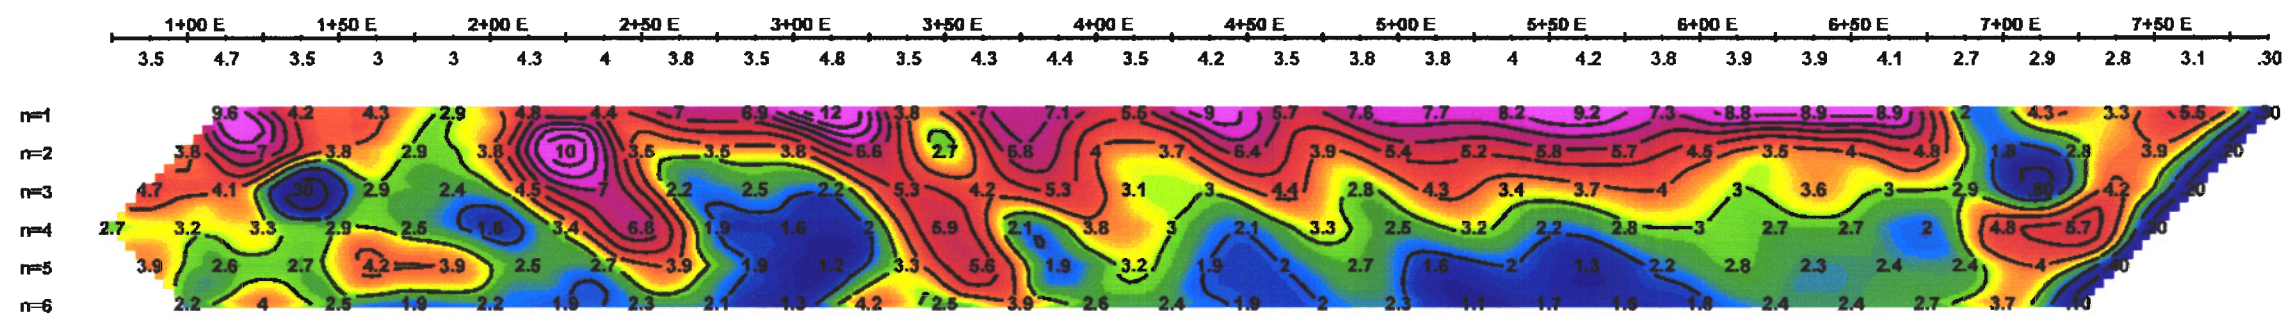 1+00 E 1+50 E 2+00 E 2+50 E 3+00 E 3+50 E 4+00 E 4+50 E 5+00 E 5+50 E 6+00 E 6+50 E 7+00 E 7+50 E
3.5 4.7 3.5 3 3 4.3 4 3.8 3.5 4.8 3.5 4.3 4.4 3.5 4.2 3.5 3.8 3.8 4 4.2 3.8 3.9 3.9 4.1 2.7 2.9 2.8 3.1 .30
n=1 9.6 4.2 4.3 2.9 4.8 4.4 7 6.9 12 3.8 7 7.1 5.5 9 5.7 7.6 7.7 8.2 9.2 7.3 8.8 8.9 8.9 2 4.3 3.3 5.5
n=2 3.8 7 3.8 2.9 3.8 10 3.5 3.5 3.8 6.6 2.7 6.8 4 3.7 6.4 3.9 5.4 5.2 5.8 5.7 4.5 3.5 4 4.8 1.8 2.8 3.9
n=3 4.7 4.1 .30 2.9 2.4 4.5 7 2.2 2.5 2.2 5.3 4.2 5.3 3.1 3 4.4 2.8 4.3 3.4 3.7 4 3 3.6 3 2.9 .80 4.2
n=4 2.7 3.2 3.3 2.9 2.5 1.6 3.4 6.8 1.9 1.6 2 5.9 2.1 3.8 3 2.1 3.3 2.5 3.2 2.2 2.8 3 2.7 2.7 2 4.8 5.7
n=5 3.9 2.6 2.7 4.2 3.9 2.5 2.7 3.9 1.9 1.2 3.3 5.6 1.9 3.2 1.9 2 2.7 1.6 2 1.3 2.2 2.8 2.3 2.4 2.4 4
n=6 2.2 4 2.5 1.9 2.2 1.9 2.3 2.1 1.3 4.2 2.5 3.9 2.6 2.4 1.9 2 2.3 1.1 1.7 1.6 1.8 2.4 2.4 2.7 3.7